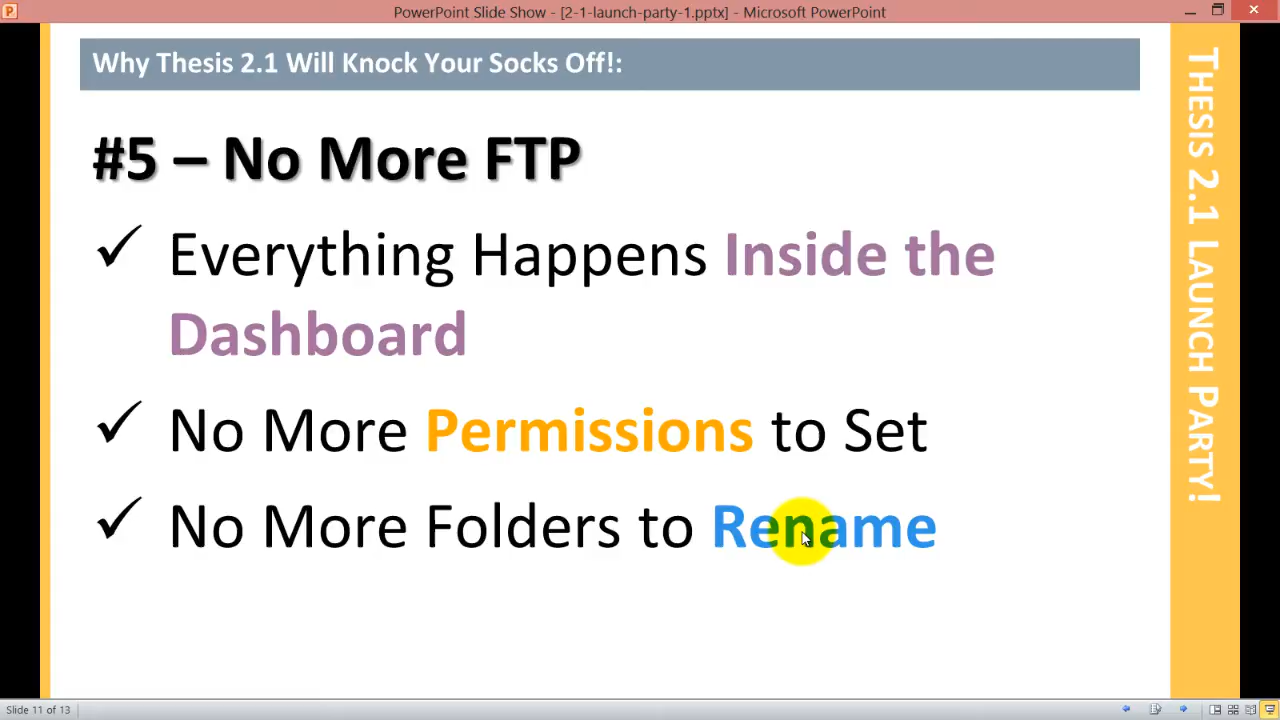 PowerPoint Slide Show - [2-1-launch-party-1.pptx] - Microsoft PowerPoint
Why Thesis 2.1 Will Knock Your Socks Off!:
#5 – No More FTP
✓ Everything Happens Inside the
Dashboard
✓ No More Permissions to Set
✓ No More Folders to Rename
THESIS 2.1 LAUNCH PARTY!
Slide 11 of 13